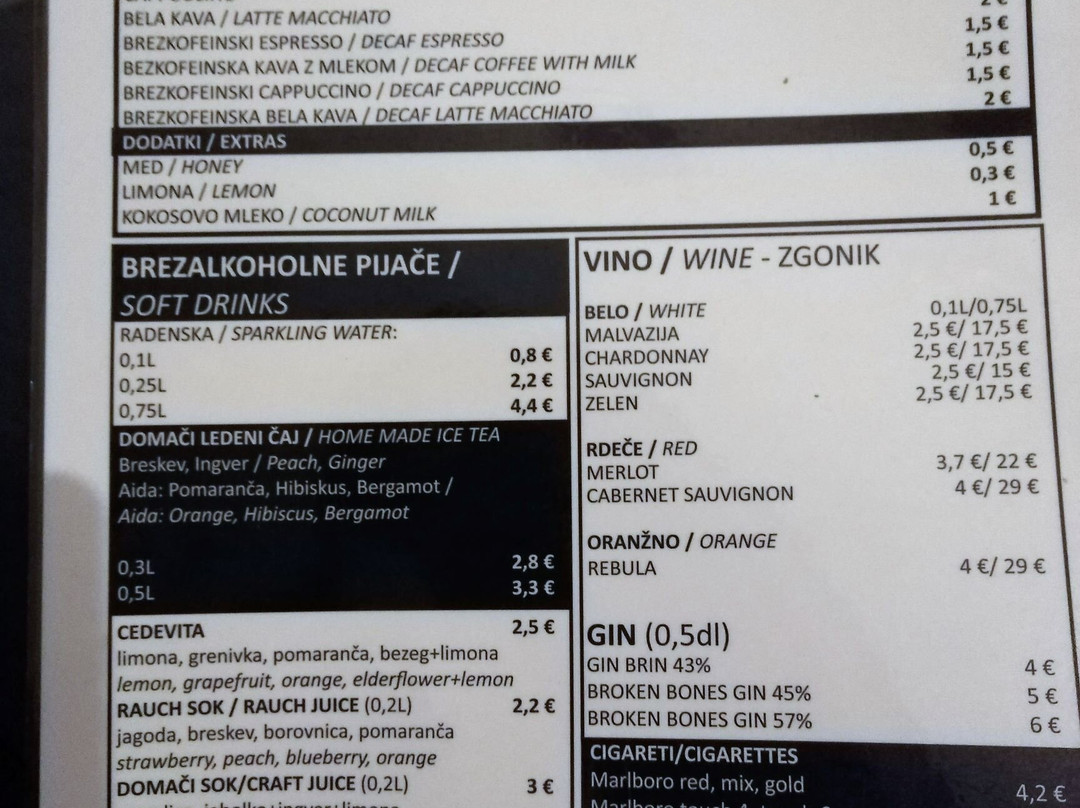 2 €
BELA KAVA / LATTE MACCHIATO 1,5 €
BREZKOFEINSKI ESPRESSO / DECAF ESPRESSO 1,5 €
BEZKOFEINSKA KAVA Z MLEKOM / DECAF COFFEE WITH MILK 1,5 €
BREZKOFEINSKI CAPPUCCINO / DECAF CAPPUCCINO 2 €
BREZKOFEINSKA BELA KAVA / DECAF LATTE MACCHIATO
DODATKI / EXTRAS
MED / HONEY 0,5 €
LIMONA / LEMON 0,3 €
KOKOSOVO MLEKO / COCONUT MILK 1 €
BREZALKOHOLNE PIJAČE /
SOFT DRINKS
RADENSKA / SPARKLING WATER:
0,1L 0,8 €
0,25L 2,2 €
0,75L 4,4 €
DOMAČI LEDENI ČAJ / HOME MADE ICE TEA
Breskev, Ingver / Peach, Ginger
Aida: Pomaranča, Hibiskus, Bergamot /
Aida: Orange, Hibiscus, Bergamot
0,3L 2,8 €
0,5L 3,3 €
CEDEVITA 2,5 €
limona, grenivka, pomaranča, bezeg+limona
lemon, grapefruit, orange, elderflower+lemon
RAUCH SOK / RAUCH JUICE (0,2L) 2,2 €
jagoda, breskev, borovnica, pomaranča
strawberry, peach, blueberry, orange
DOMAČI SOK/CRAFT JUICE (0,2L) 3 €
VINO / WINE - ZGONIK
BELO / WHITE 0,1L/0,75L
MALVAZIJA 2,5 €/ 17,5 €
CHARDONNAY 2,5 €/ 17,5 €
SAUVIGNON 2,5 €/ 15 €
ZELEN 2,5 €/ 17,5 €
RDEČE / RED
MERLOT 3,7 €/ 22 €
CABERNET SAUVIGNON 4 €/ 29 €
ORANŽNO / ORANGE
REBULA 4 €/ 29 €
GIN (0,5dl)
GIN BRIN 43% 4 €
BROKEN BONES GIN 45% 5 €
BROKEN BONES GIN 57% 6 €
CIGARETI/CIGARETTES
Marlboro red, mix, gold 4,2 €